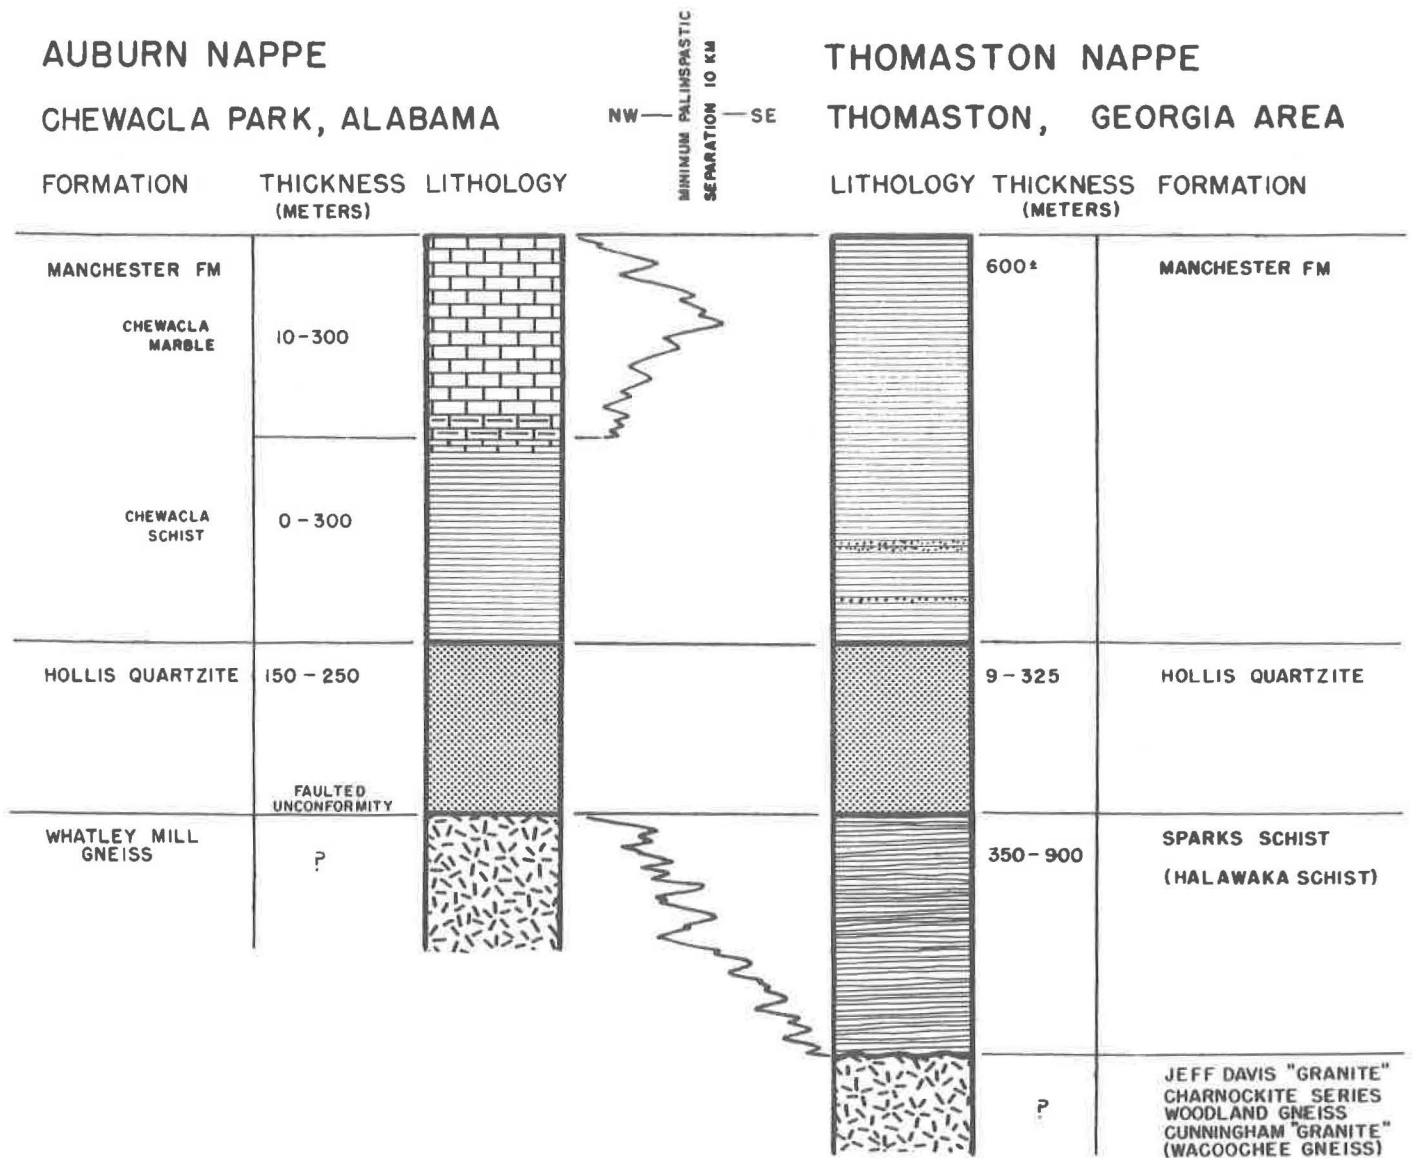 AUBURN NAPPE
CHEWACLA PARK, ALABAMA
FORMATION
THICKNESS
(METERS)
LITHOLOGY
NW
MINIMUM PALINSPASTIC
SEPARATION 10 KM
SE
THOMASTON NAPPE
THOMASTON, GEORGIA AREA
LITHOLOGY
THICKNESS
(METERS)
FORMATION
MANCHESTER FM
CHEWACLA
MARBLE
10-300
CHEWACLA
SCHIST
0-300
HOLLIS QUARTZITE
150-250
FAULTED
UNCONFORMITY
WHATLEY MILL
GNEISS
?
600±
MANCHESTER FM
9-325
HOLLIS QUARTZITE
350-900
SPARKS SCHIST
(HALAWAKA SCHIST)
?
JEFF DAVIS "GRANITE"
CHARNOCKITE SERIES
WOODLAND GNEISS
CUNNINGHAM "GRANITE"
(WACOOCHEE GNEISS)